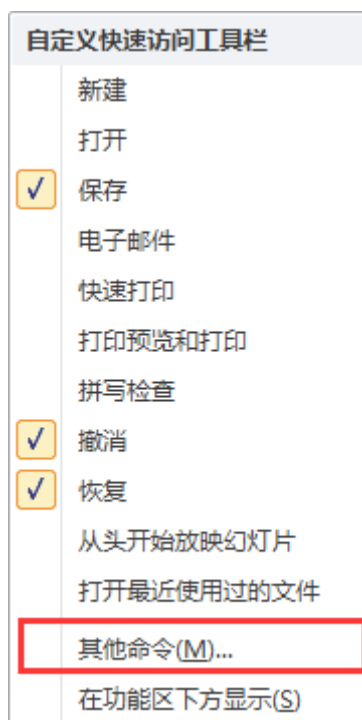 自定义快速访问工具栏
新建
打开
保存
电子邮件
快速打印
打印预览和打印
拼写检查
撤消
恢复
从头开始放映幻灯片
打开最近使用过的文件
其他命令(M)...
在功能区下方显示(S)